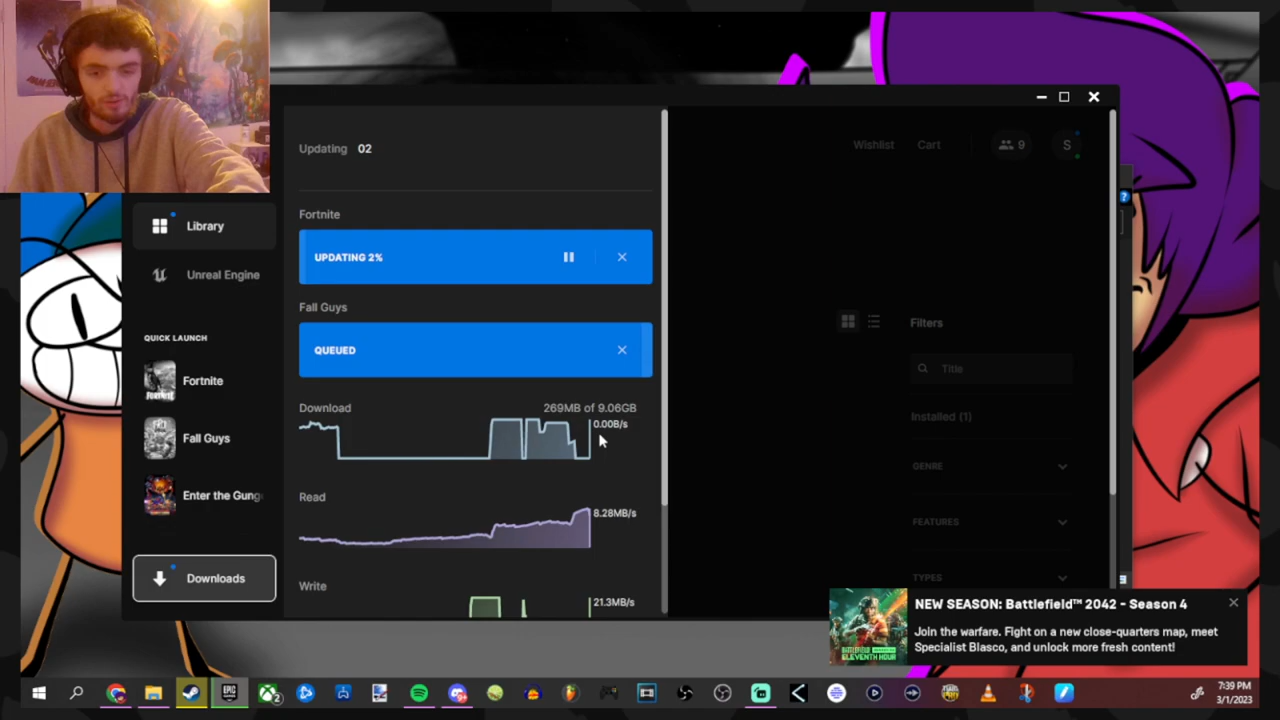 Updating 02
Wishlist
Cart
9
S
Fortnite
Library
UPDATING 2%
Unreal Engine
Fall Guys
QUICK LAUNCH
QUEUED
Filters
Title
Fortnite
Download
269MB of 9.06GB
0.00B/s
Installed (1)
Fall Guys
GENRE
Enter the Gung
Read
8.28MB/s
FEATURES
Downloads
Write
21.3MB/s
TYPES
NEW SEASON: Battlefield™ 2042 - Season 4
Join the warfare. Fight on a new close-quarters map, meet
Specialist Blasco, and unlock more fresh content!
7:39 PM
3/1/2023